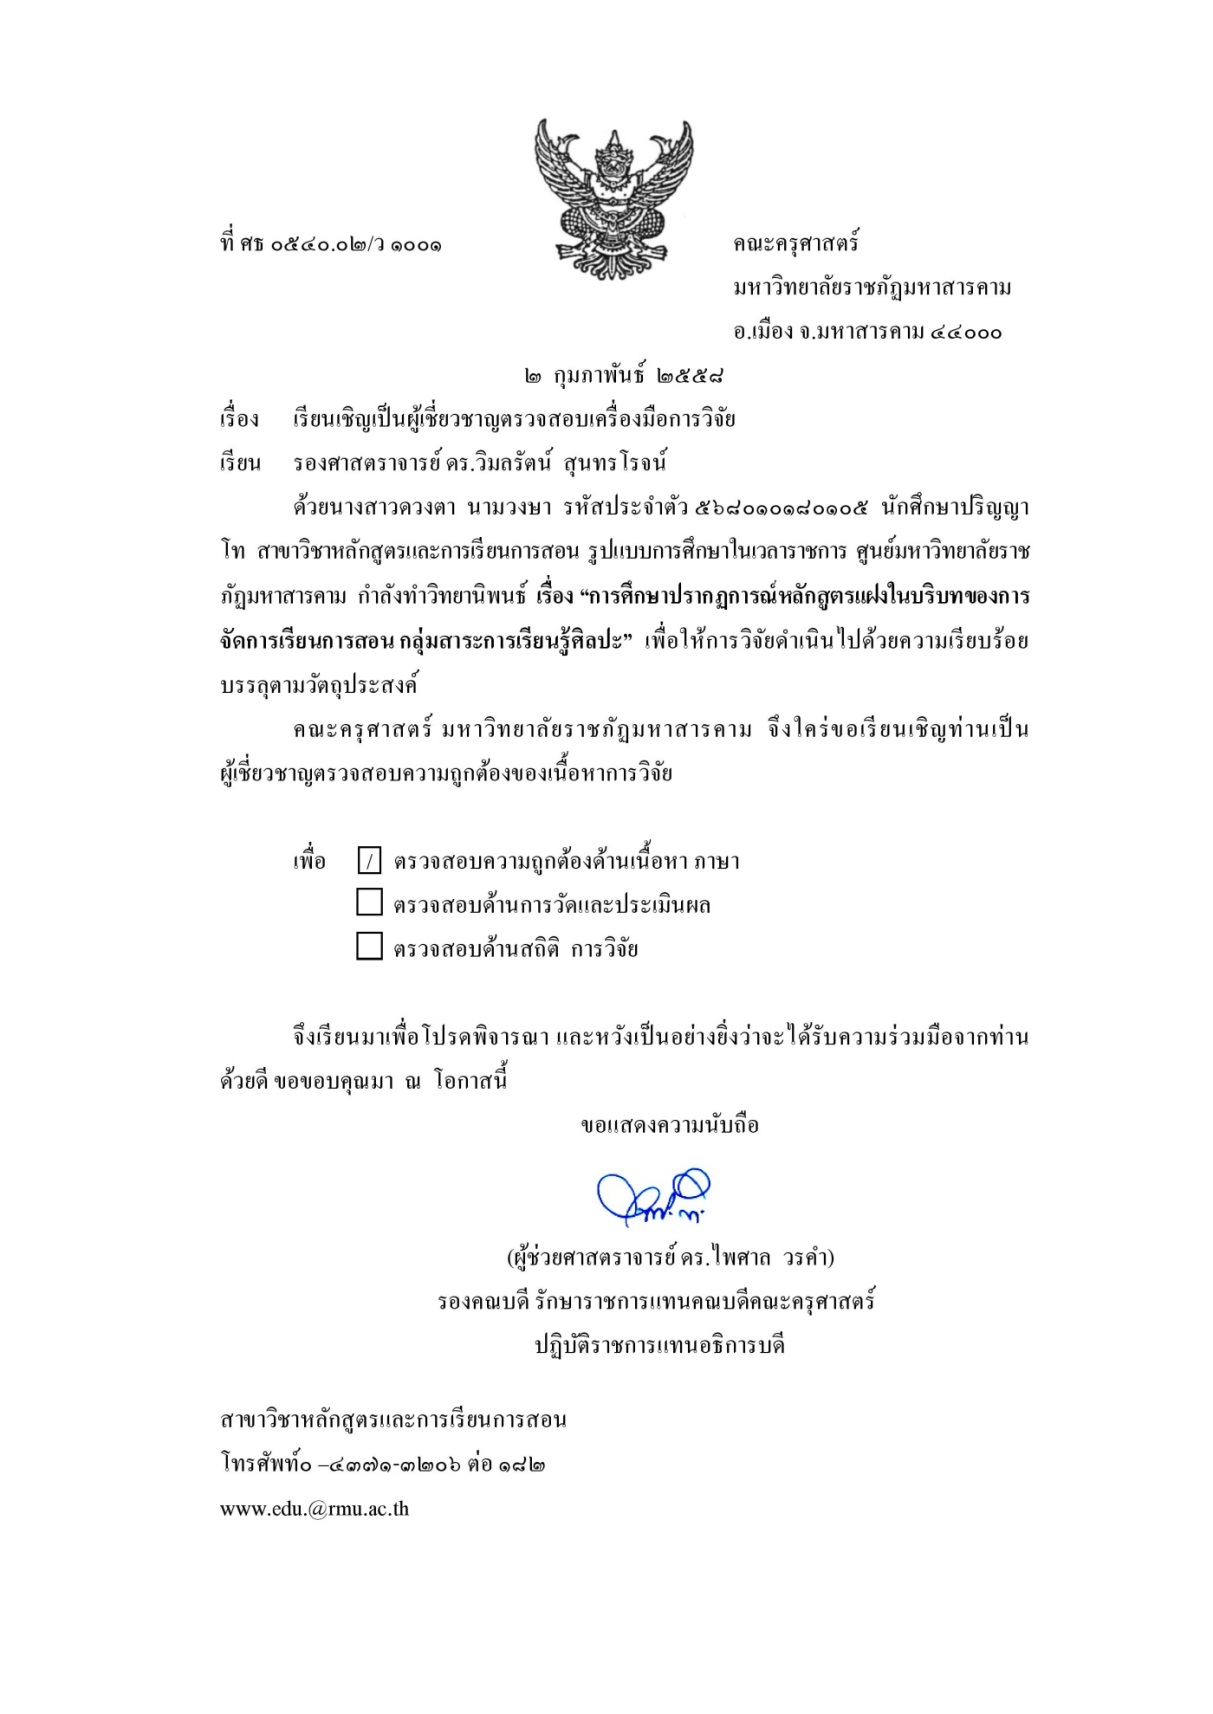 ที่ ศธ ๐๕๔๐.๐๒/ว ๑๐๐๑
คณะครุศาสตร์
มหาวิทยาลัยราชภัฏมหาสารคาม
อ.เมือง จ.มหาสารคาม ๔๔๐๐๐
๒ กุมภาพันธ์ ๒๕๕๘
เรื่อง เรียนเชิญเป็นผู้เชี่ยวชาญตรวจสอบเครื่องมือการวิจัย
เรียน รองศาสตราจารย์ ดร.วิมลรัตน์ สุนทรโรจน์
ด้วยนางสาวดวงตา นามวงษา รหัสประจำตัว ๕๖๘๐๑๐๑๘๐๑๐๕ นักศึกษาปริญญา
โท สาขาวิชาหลักสูตรและการเรียนการสอน รูปแบบการศึกษาในเวลาราชการ ศูนย์มหาวิทยาลัยราช
ภัฏมหาสารคาม กำลังทำวิทยานิพนธ์ เรื่อง “การศึกษาปรากฏการณ์หลักสูตรแฝงในบริบทของการ
จัดการเรียนการสอน กลุ่มสาระการเรียนรู้ศิลปะ” เพื่อให้การวิจัยดำเนินไปด้วยความเรียบร้อย
บรรลุตามวัตถุประสงค์
คณะครุศาสตร์ มหาวิทยาลัยราชภัฏมหาสารคาม จึงใคร่ขอเรียนเชิญท่านเป็น
ผู้เชี่ยวชาญตรวจสอบความถูกต้องของเนื้อหาการวิจัย
เพื่อ / ตรวจสอบความถูกต้องด้านเนื้อหา ภาษา
ตรวจสอบด้านการวัดและประเมินผล
ตรวจสอบด้านสถิติ การวิจัย
จึงเรียนมาเพื่อโปรดพิจารณา และหวังเป็นอย่างยิ่งว่าจะได้รับความร่วมมือจากท่าน
ด้วยดี ขอขอบคุณมา ณ โอกาสนี้
ขอแสดงความนับถือ
(ผู้ช่วยศาสตราจารย์ ดร.ไพศาล วรคำ)
รองคณบดี รักษาราชการแทนคณบดีคณะครุศาสตร์
ปฏิบัติราชการแทนอธิการบดี
สาขาวิชาหลักสูตรและการเรียนการสอน
โทรศัพท์๐ –๔๓๗๑-๓๒๐๖ ต่อ ๑๘๒
www.edu.@rmu.ac.th